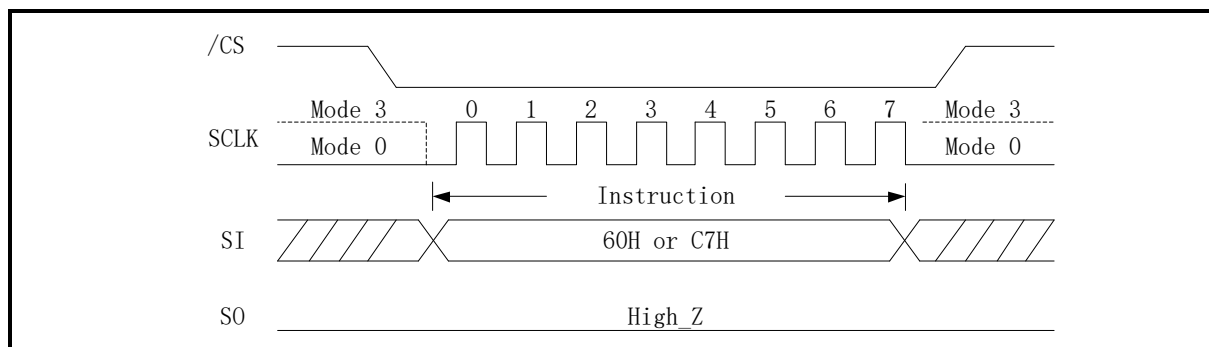 /CS
Mode 3 0 1 2 3 4 5 6 7 Mode 3
SCLK
Mode 0 Mode 0
Instruction
SI 60H or C7H
SO High_Z